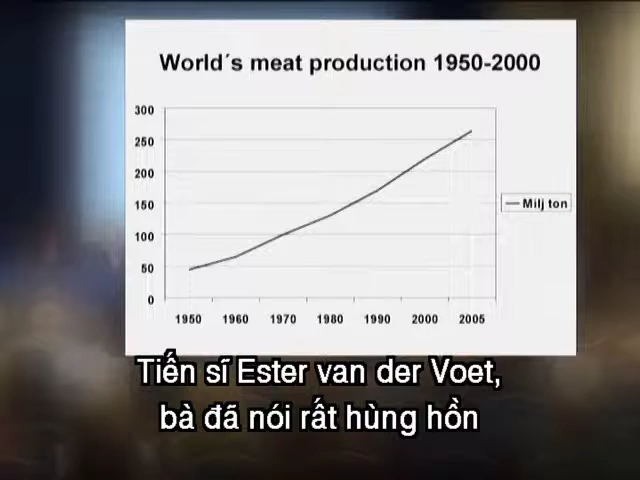 World´s meat production 1950-2000
300
250
200
150
100
50
0
Milj ton
1950 1960 1970 1980 1990 2000 2005
Tiến sĩ Ester van der Voet,
bà đã nói rất hùng hồn